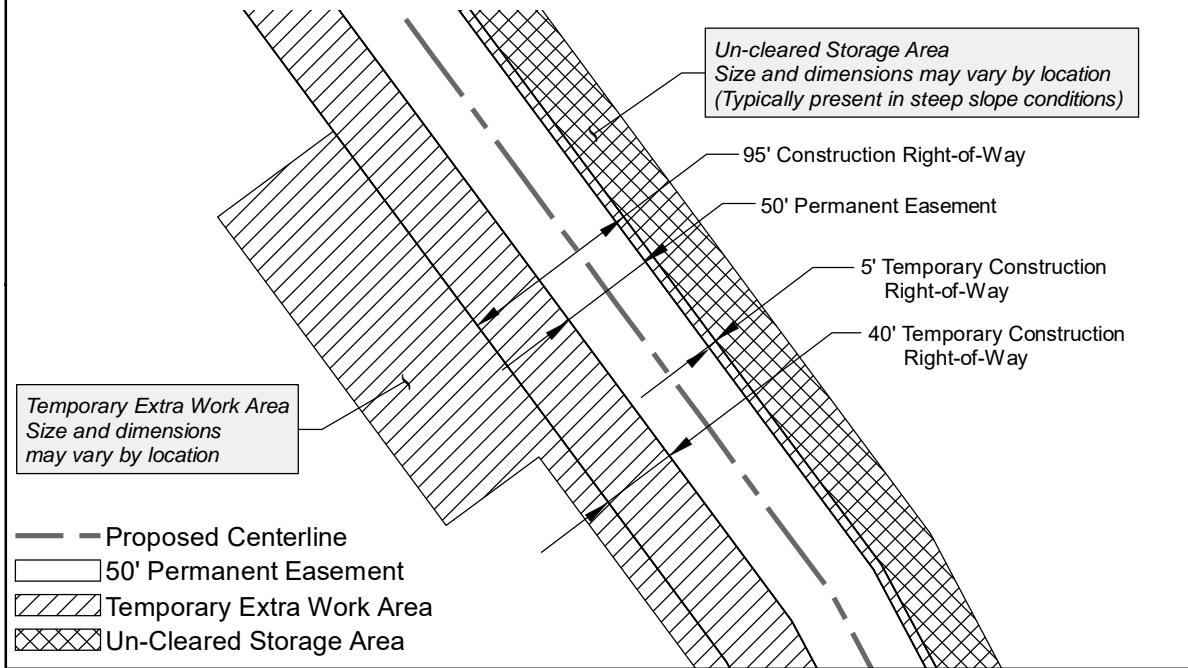 Un-cleared Storage Area
Size and dimensions may vary by location
(Typically present in steep slope conditions)
95' Construction Right-of-Way
50' Permanent Easement
5' Temporary Construction
Right-of-Way
40' Temporary Construction
Right-of-Way
Temporary Extra Work Area
Size and dimensions
may vary by location
Proposed Centerline
50' Permanent Easement
Temporary Extra Work Area
Un-Cleared Storage Area